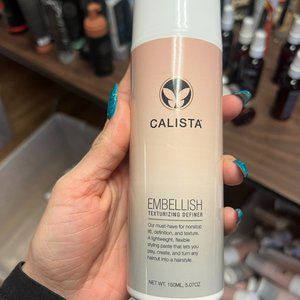 CALISTA
EMBELLISH
TEXTURIZING DEFINER
Our must-have for nonstop
lift, definition, and texture.
A lightweight, flexible
styling paste that lets you
play, create, and turn any
haircut into a hairstyle.
NET WT. 150ML, 5.07OZ